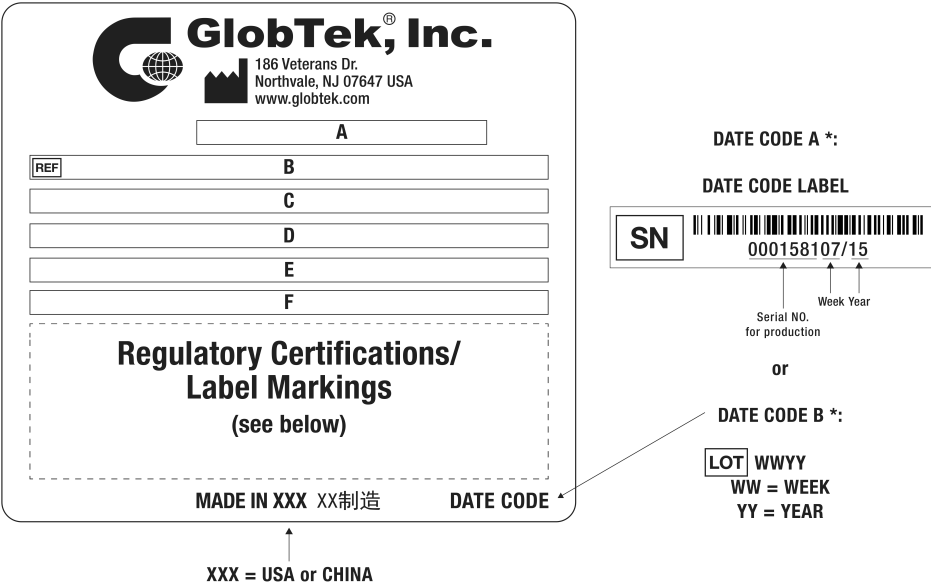 GlobTek, Inc.®
186 Veterans Dr.
Northvale, NJ 07647 USA
www.globtek.com
A
REF B
C
D
E
F
Regulatory Certifications/
Label Markings
(see below)
MADE IN XXX XX制造 DATE CODE
XXX = USA or CHINA
DATE CODE A *:
DATE CODE LABEL
SN
000158107/15
Week Year
Serial NO.
for production
or
DATE CODE B *:
LOT WWYY
WW = WEEK
YY = YEAR